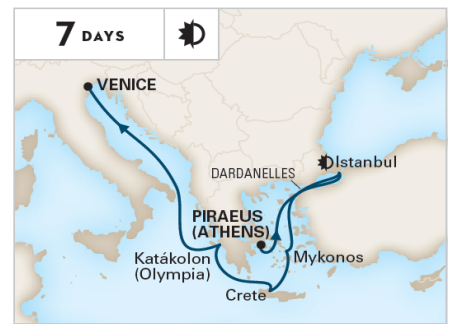 7 DAYS
VENICE
Istanbul
DARDANELLES
PIRAEUS
(ATHENS)
Katákolon
(Olympia)
Mykonos
Crete